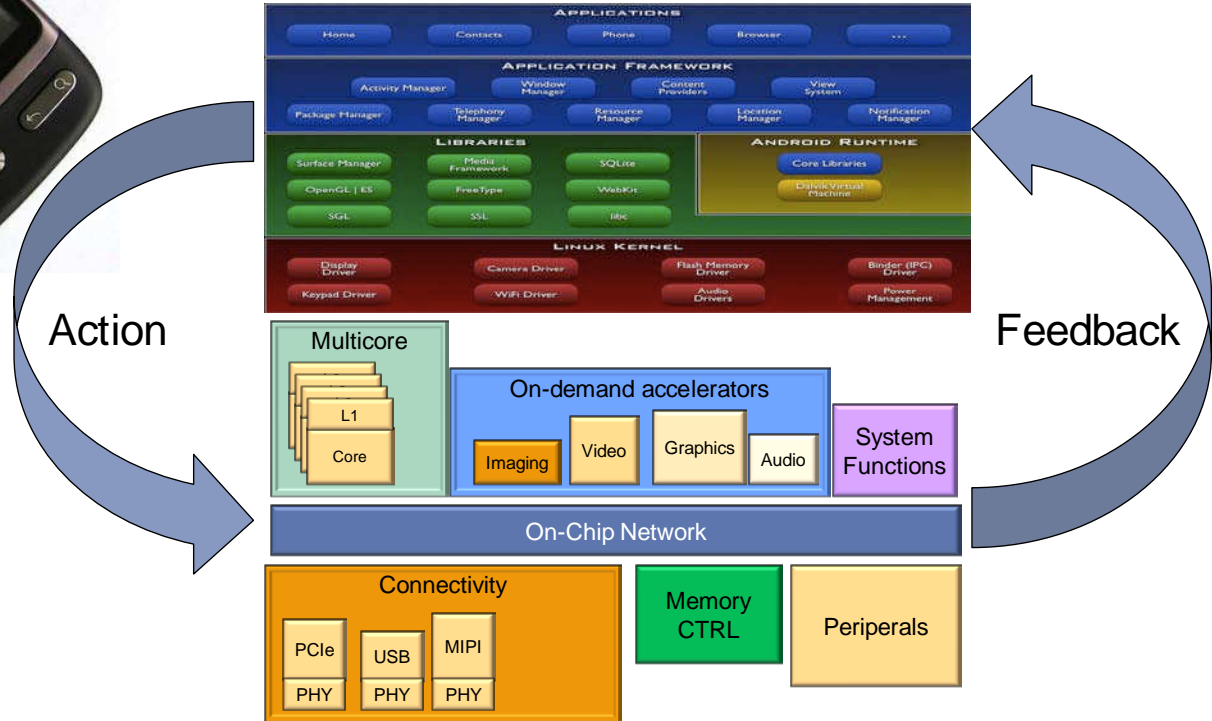 APPLICATIONS
Home
Contacts
Phone
Browser
...
APPLICATION FRAMEWORK
Activity Manager
Window
Manager
Content
Providers
View
System
Package Manager
Telephony
Manager
Resource
Manager
Location
Manager
Notification
Manager
LIBRARIES
Surface Manager
Media
Framework
SQLite
OpenGL | ES
FreeType
WebKit
SGL
SSL
libc
ANDROID RUNTIME
Core Libraries
Dalvik Virtual
Machine
LINUX KERNEL
Display
Driver
Camera Driver
Flash Memory
Driver
Binder (IPC)
Driver
Keypad Driver
WiFi Driver
Audio
Drivers
Power
Management
Action
Feedback
Multicore
L1
Core
On-demand accelerators
Imaging
Video
Graphics
Audio
System
Functions
On-Chip Network
Connectivity
PCIe
PHY
USB
PHY
MIPI
PHY
Memory
CTRL
Periperals